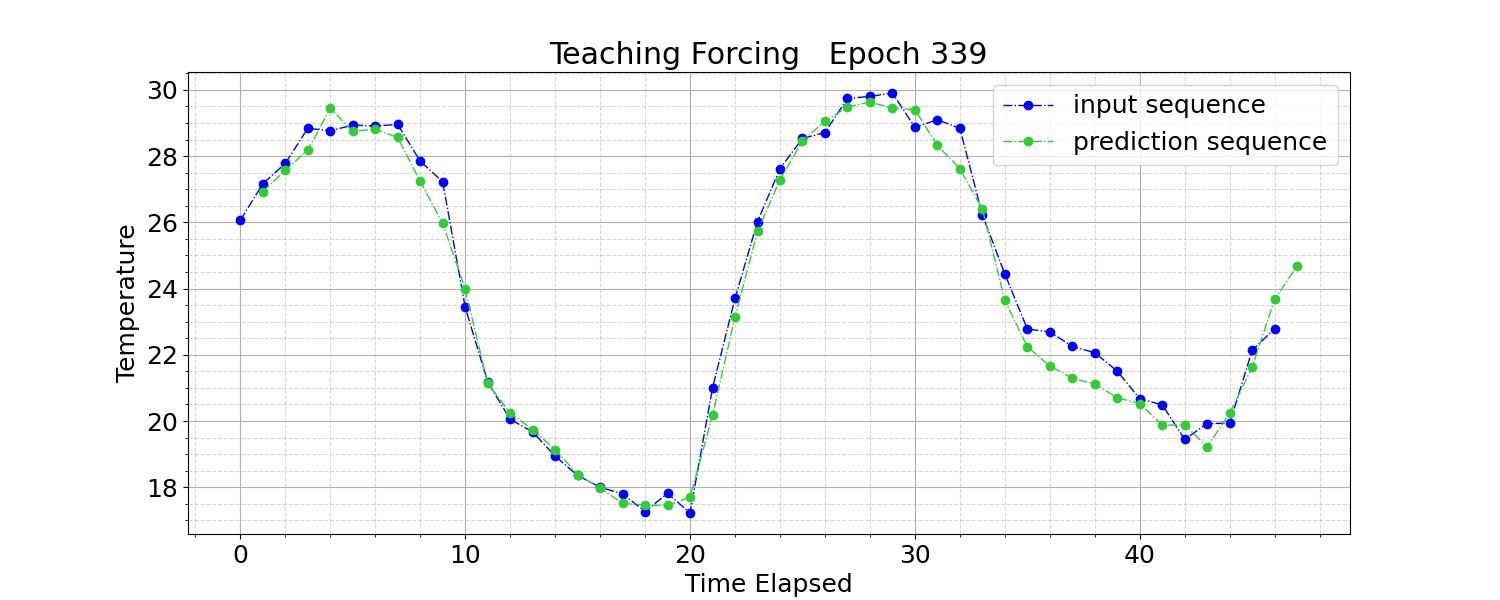 Teaching Forcing   Epoch 339
30
28
26
24
22
20
18
Temperature
input sequence
prediction sequence
0 10 20 30 40
Time Elapsed